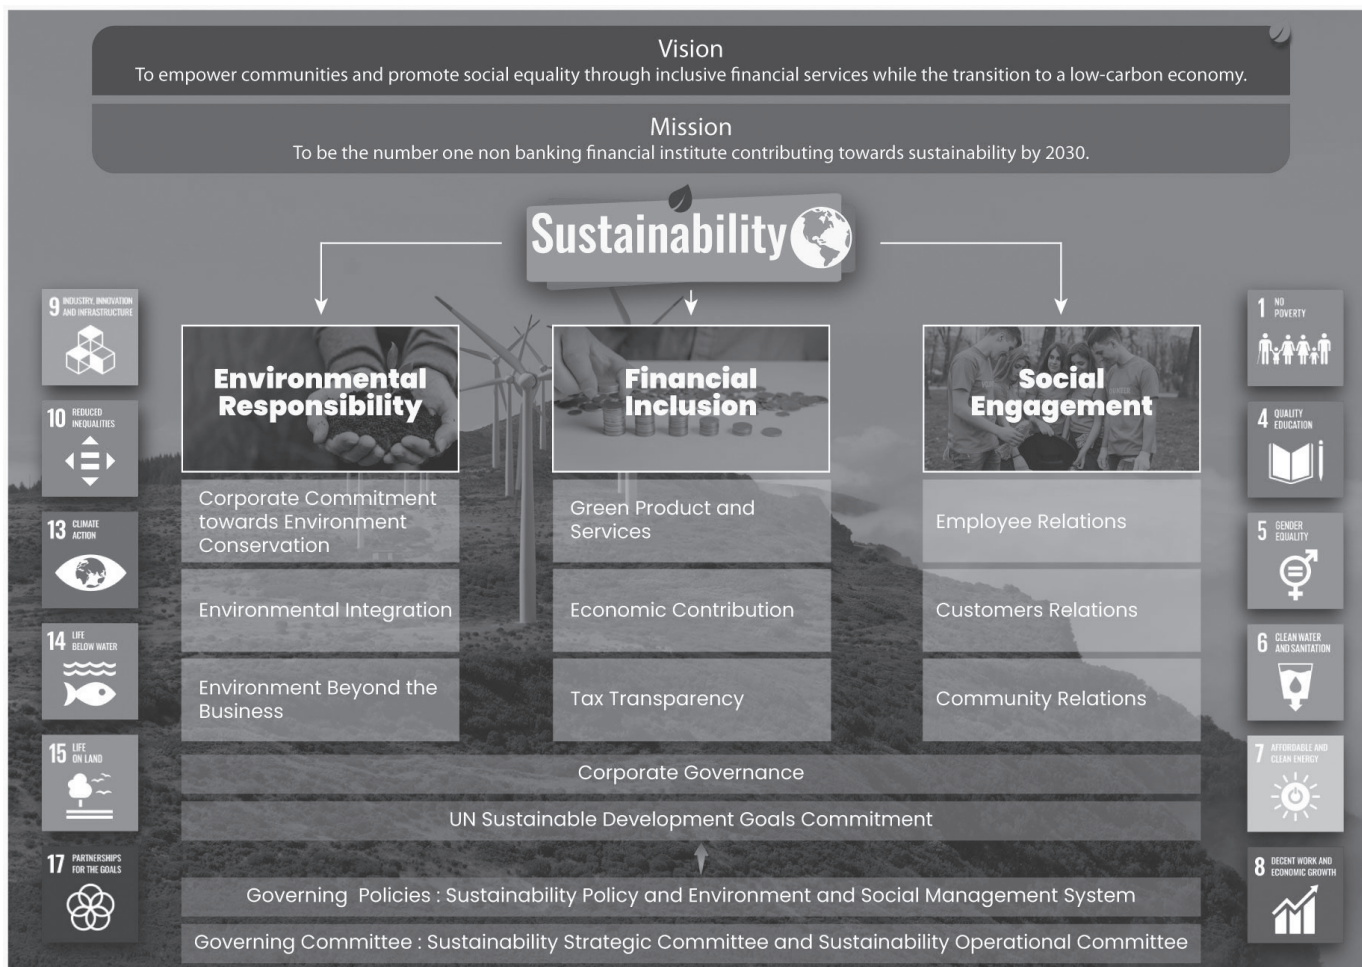 Vision
To empower communities and promote social equality through inclusive financial services while the transition to a low-carbon economy.
Mission
To be the number one non banking financial institute contributing towards sustainability by 2030.
Sustainability
9 INDUSTRY, INNOVATION
AND INFRASTRUCTURE
10 REDUCED
INEQUALITIES
13 CLIMATE
ACTION
14 LIFE
BELOW WATER
15 LIFE
ON LAND
17 PARTNERSHIPS
FOR THE GOALS
Environmental
Responsibility
Corporate Commitment
towards Environment
Conservation
Environmental Integration
Environment Beyond the
Business
Financial
Inclusion
Green Product and
Services
Economic Contribution
Tax Transparency
Social
Engagement
Employee Relations
Customers Relations
Community Relations
1 NO
POVERTY
4 QUALITY
EDUCATION
5 GENDER
EQUALITY
6 CLEAN WATER
AND SANITATION
7 AFFORDABLE AND
CLEAN ENERGY
8 DECENT WORK AND
ECONOMIC GROWTH
Corporate Governance
UN Sustainable Development Goals Commitment
Governing Policies : Sustainability Policy and Environment and Social Management System
Governing Committee : Sustainability Strategic Committee and Sustainability Operational Committee